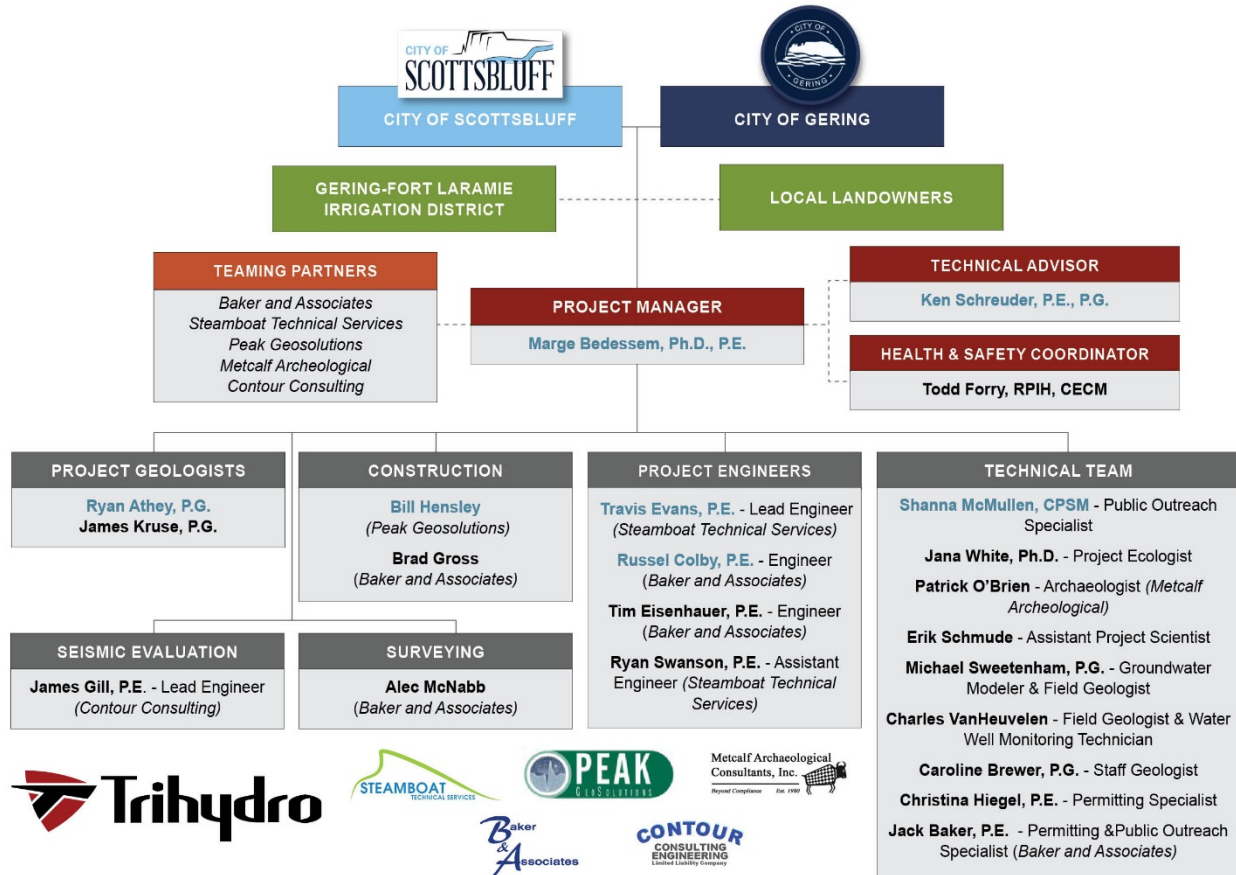 CITY OF
SCOTTSBLUFF
CITY OF
GERING
CITY OF SCOTTSBLUFF
CITY OF GERING
GERING-FORT LARAMIE
IRRIGATION DISTRICT
LOCAL LANDOWNERS
TEAMING PARTNERS
Baker and Associates
Steamboat Technical Services
Peak Geosolutions
Metcalf Archeological
Contour Consulting
PROJECT MANAGER
Marge Bedessem, Ph.D., P.E.
TECHNICAL ADVISOR
Ken Schreuder, P.E., P.G.
HEALTH & SAFETY COORDINATOR
Todd Forry, RPIH, CECM
PROJECT GEOLOGISTS
Ryan Athey, P.G.
James Kruse, P.G.
CONSTRUCTION
Bill Hensley
(Peak Geosolutions)
Brad Gross
(Baker and Associates)
PROJECT ENGINEERS
Travis Evans, P.E. - Lead Engineer
(Steamboat Technical Services)
Russel Colby, P.E. - Engineer
(Baker and Associates)
Tim Eisenhauer, P.E. - Engineer
(Baker and Associates)
Ryan Swanson, P.E. - Assistant
Engineer (Steamboat Technical
Services)
TECHNICAL TEAM
Shanna McMullen, CPSM - Public Outreach
Specialist
Jana White, Ph.D. - Project Ecologist
Patrick O'Brien - Archaeologist (Metcalf
Archeological)
Erik Schmude - Assistant Project Scientist
Michael Sweetenham, P.G. - Groundwater
Modeler & Field Geologist
Charles VanHeuvelen - Field Geologist & Water
Well Monitoring Technician
Caroline Brewer, P.G. - Staff Geologist
Christina Hiegel, P.E. - Permitting Specialist
Jack Baker, P.E. - Permitting &Public Outreach
Specialist (Baker and Associates)
SEISMIC EVALUATION
James Gill, P.E. - Lead Engineer
(Contour Consulting)
SURVEYING
Alec McNabb
(Baker and Associates)
Trihydro
STEAMBOAT
TECHNICAL SERVICES
PEAK
GEOSOLUTIONS
Metcalf Archaeological
Consultants, Inc.
Beyond Compliance Est. 1980
Baker
& Associates
CONTOUR
CONSULTING
ENGINEERING
Limited Liability Company